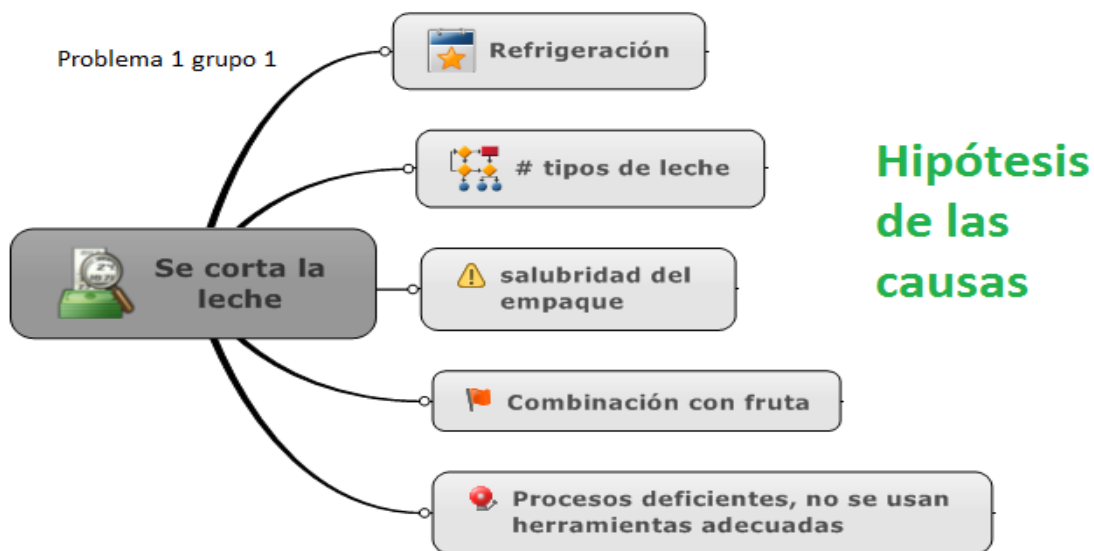 Problema 1 grupo 1
Refrigeración
# tipos de leche
Hipótesis
de las
causas
Se corta la
leche
salubridad del
empaque
Combinación con fruta
Procesos deficientes, no se usan
herramientas adecuadas